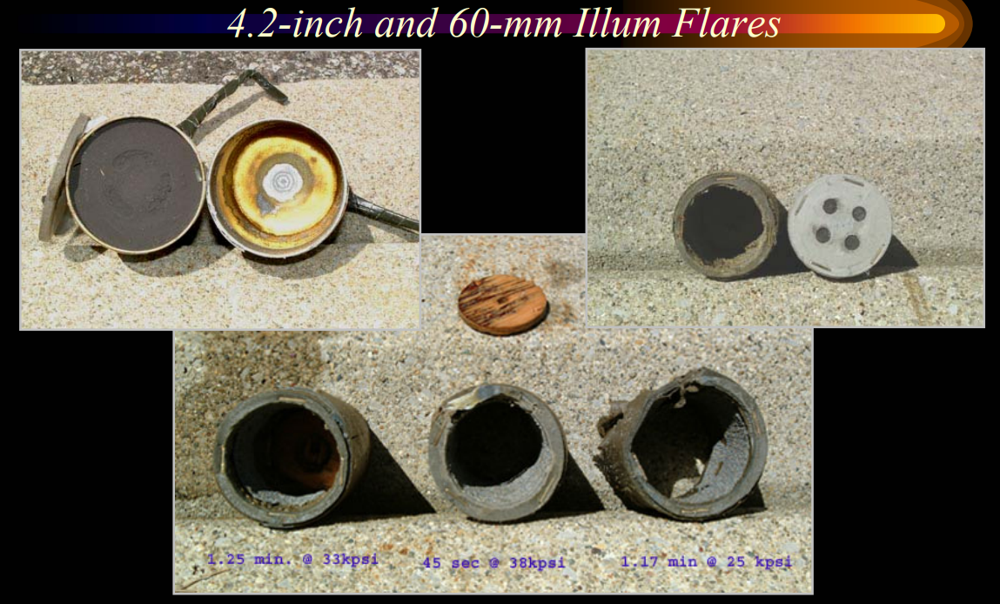 4.2-inch and 60-mm Illum Flares
1.25 min. @ 33kpsi
45 sec @ 38kpsi
1.17 min @ 25 kpsi